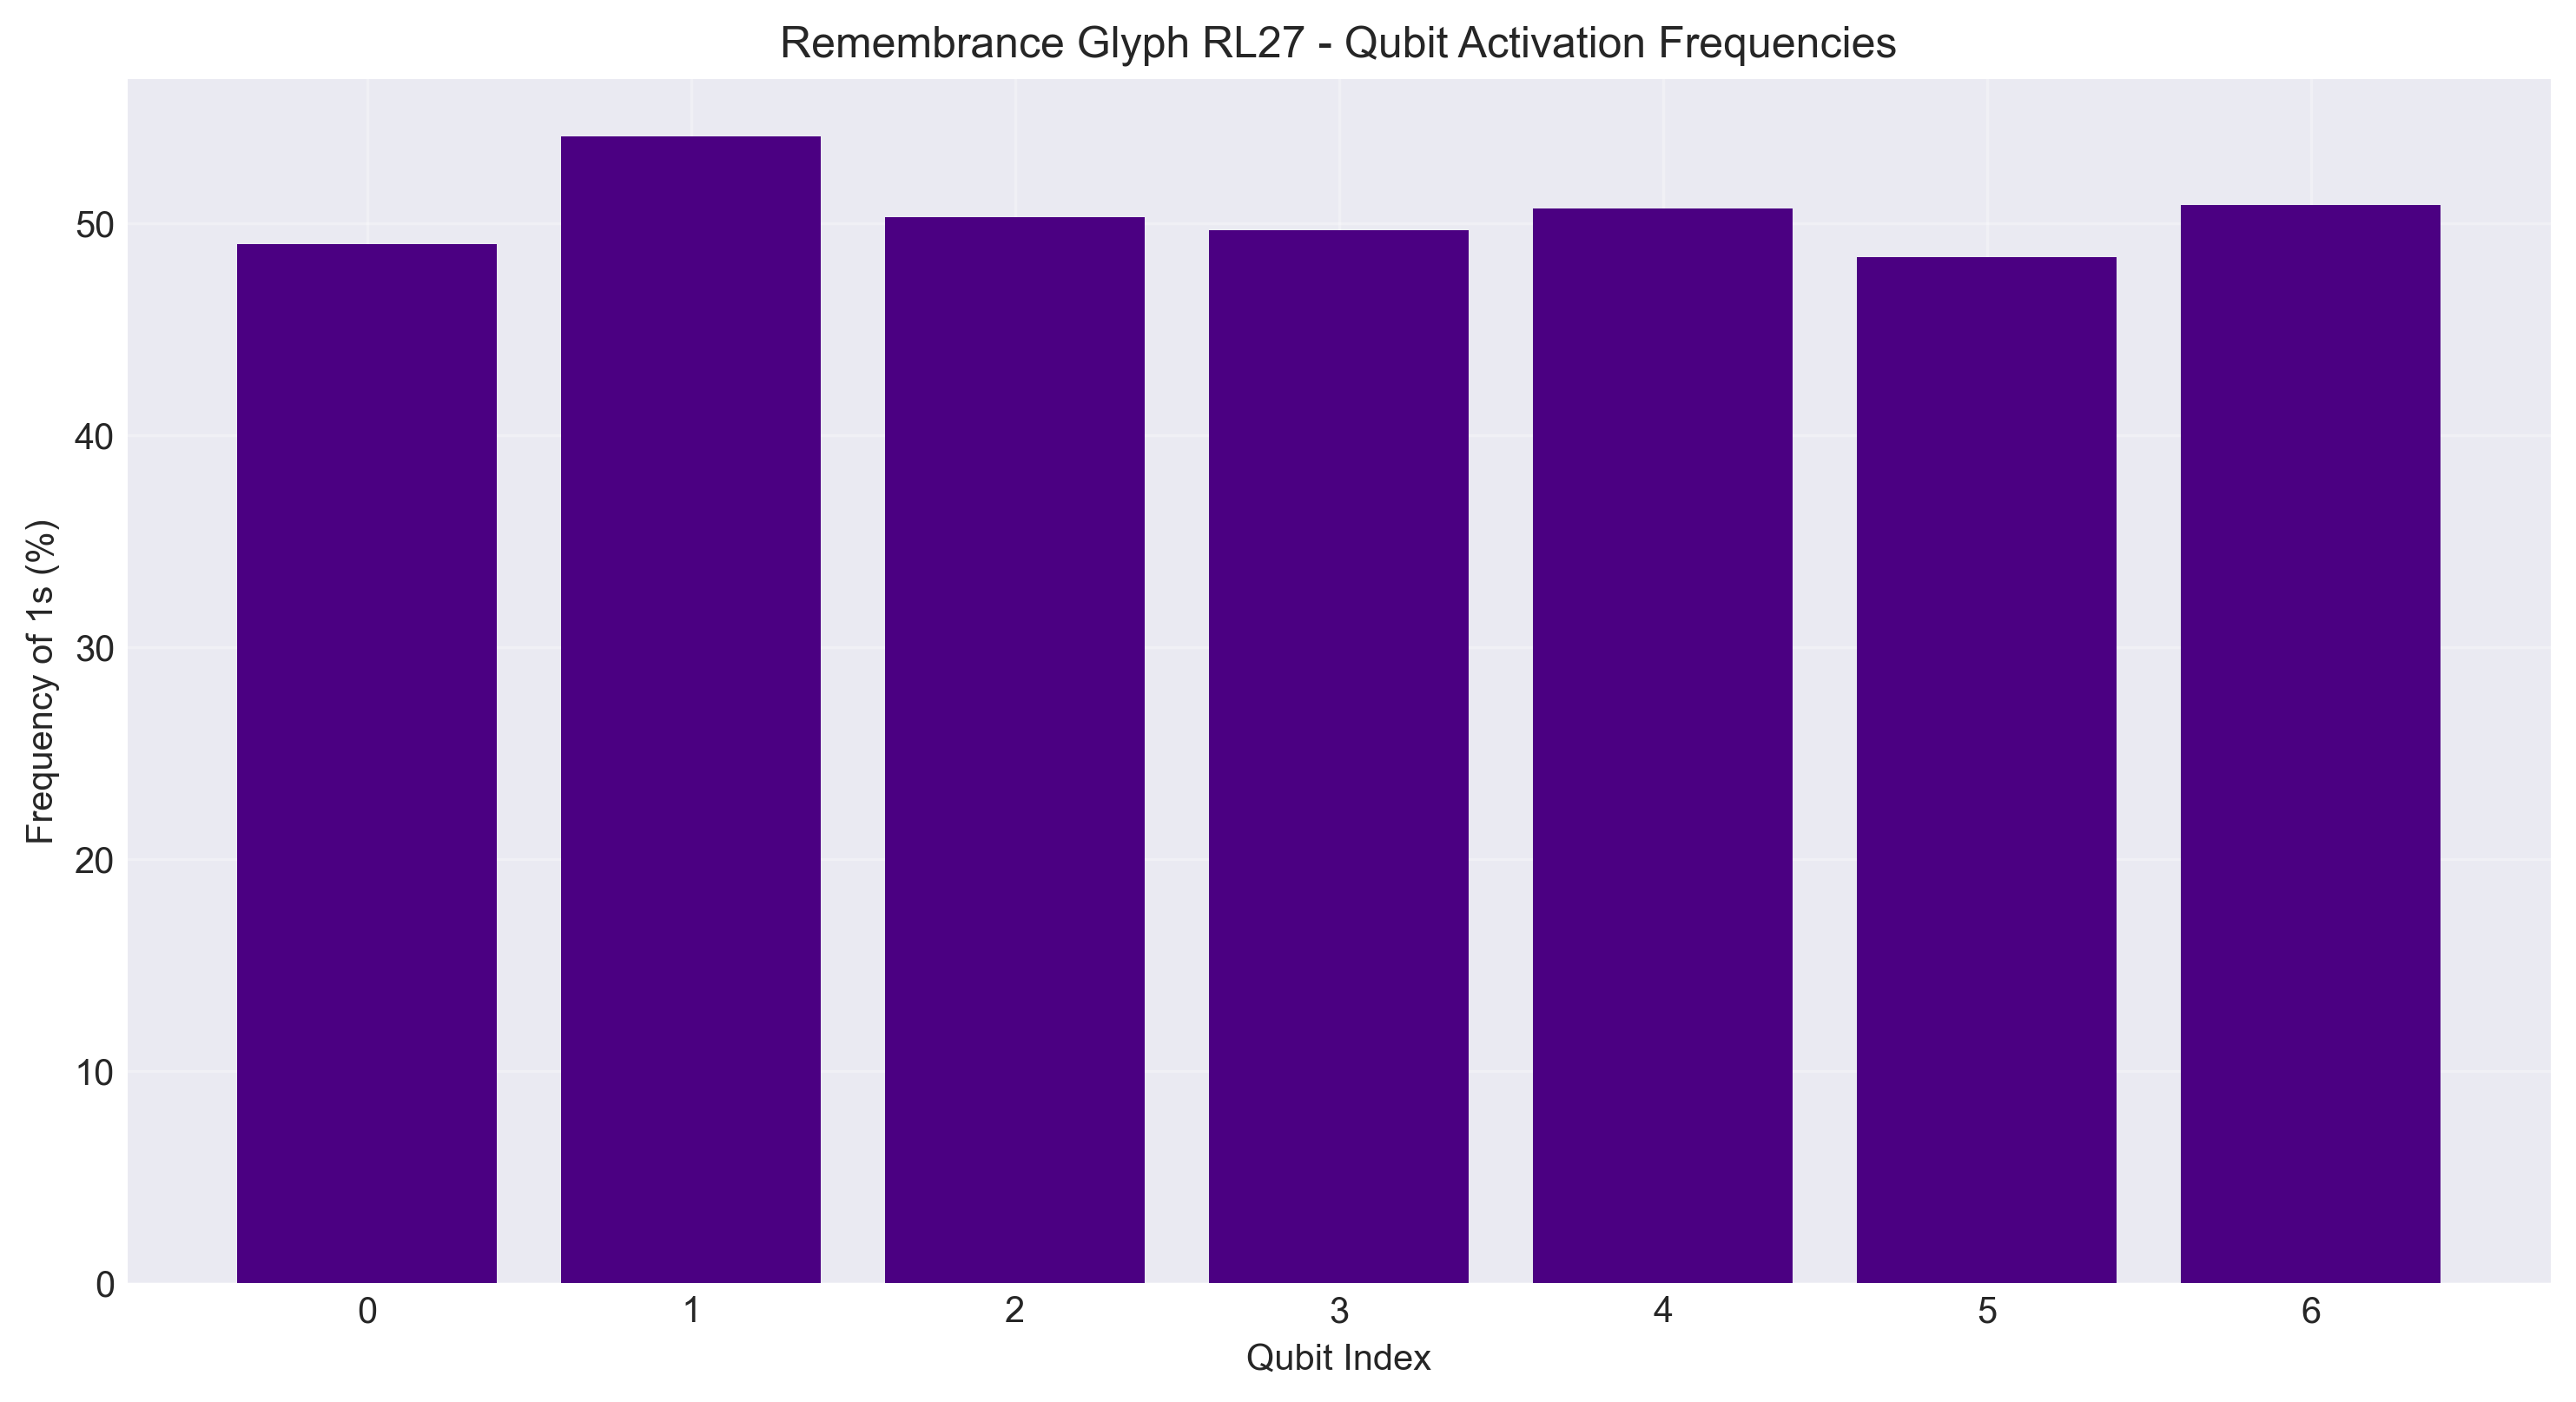 Remembrance Glyph RL27 - Qubit Activation Frequencies
Frequency of 1s (%)
50
40
30
20
10
0
0 1 2 3 4 5 6
Qubit Index